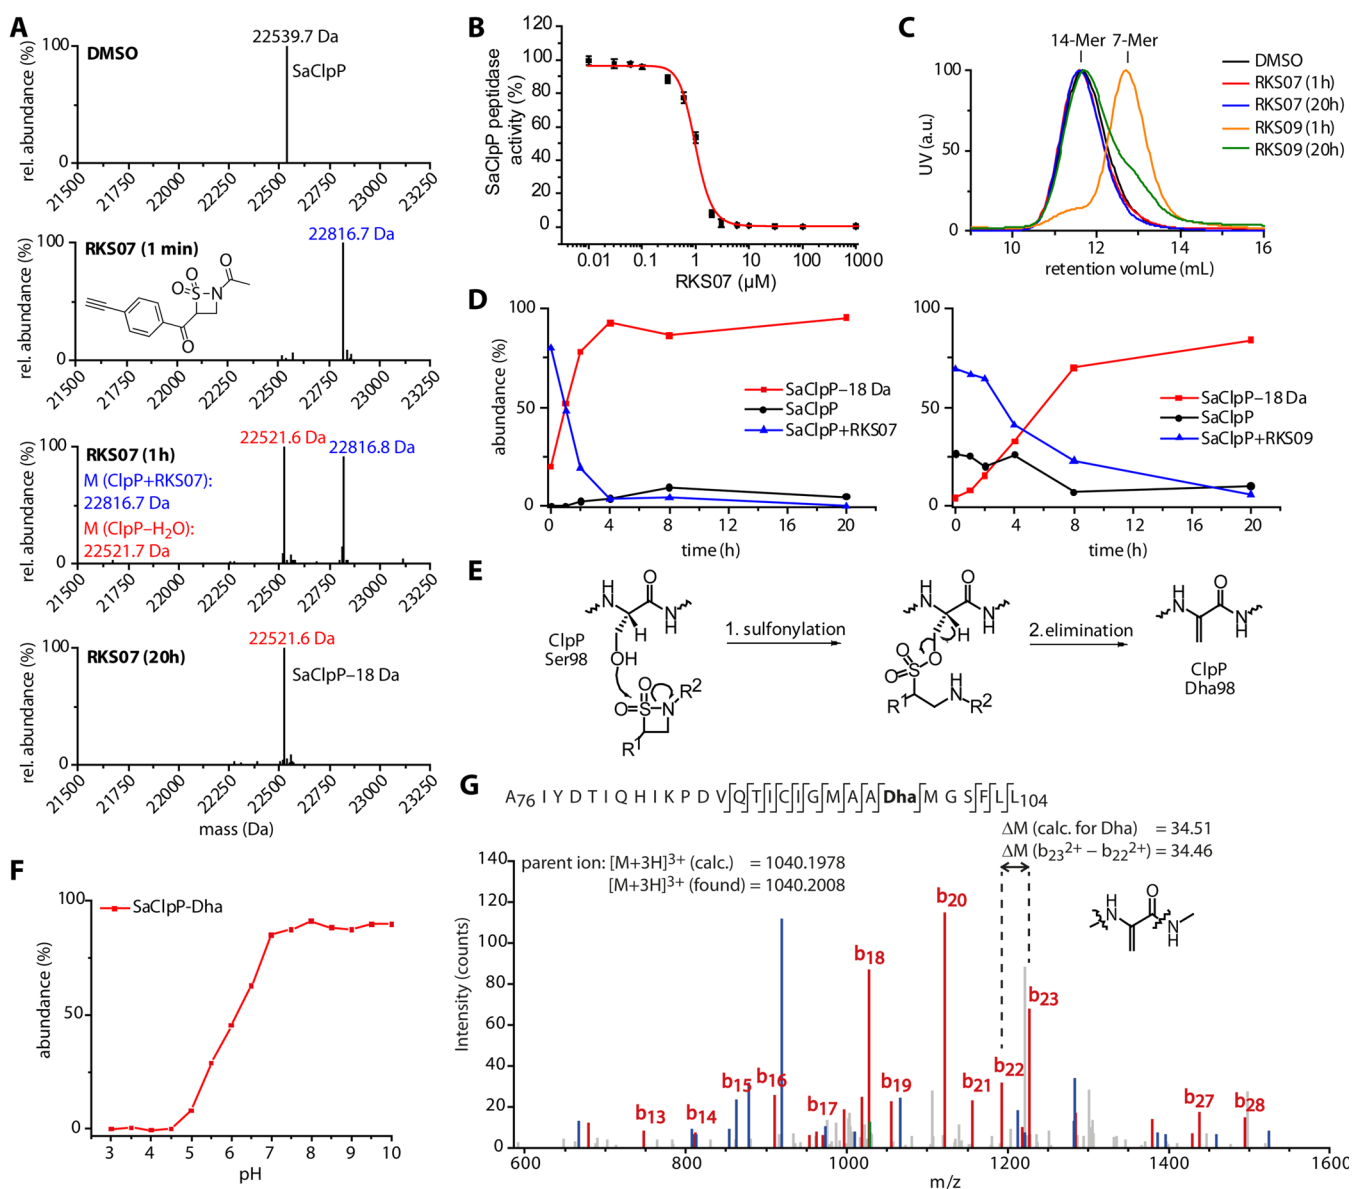 A
DMSO
22539.7 Da
SaClpP
rel. abundance (%)
100
0
21500 21750 22000 22250 22500 22750 23000 23250
RKS07 (1 min)
22816.7 Da
rel. abundance (%)
100
0
O O S N O
O
21500 21750 22000 22250 22500 22750 23000 23250
RKS07 (1h)
22521.6 Da
22816.8 Da
M (ClpP+RKS07):
22816.7 Da
M (ClpP–H2O):
22521.7 Da
rel. abundance (%)
100
0
21500 21750 22000 22250 22500 22750 23000 23250
RKS07 (20h)
22521.6 Da
SaClpP–18 Da
rel. abundance (%)
100
0
21500 21750 22000 22250 22500 22750 23000 23250
mass (Da)
B
SaClpP peptidase
activity (%)
120
100
80
60
40
20
0
0.01 0.1 1 10 100 1000
RKS07 (µM)
C
14-Mer 7-Mer
UV (a.u)
100
50
0
10 12 14 16
retention volume (mL)
DMSO
RKS07 (1h)
RKS07 (20h)
RKS09 (1h)
RKS09 (20h)
D
abundance (%)
100
50
0
0 4 8 12 16 20
time (h)
SaClpP–18 Da
SaClpP
SaClpP+RKS07
100
50
0
0 4 8 12 16 20
time (h)
SaClpP–18 Da
SaClpP
SaClpP+RKS09
E
H N O N H
H
OH
ClpP
Ser98
O O S N R2
R1
1. sulfonylation
H N O N H
H
O O S O
H N
R1 R2
2.elimination
H N O N H
ClpP
Dha98
F
SaClpP-Dha
abundance (%)
100
50
0
3 4 5 6 7 8 9 10
pH
G
A76 I Y D T I Q H I K P D V Q T I C I G M A A Dha M G S F L L104
ΔM (calc. for Dha) = 34.51
ΔM (b23 2+ – b22 2+) = 34.46
parent ion: [M+3H]3+ (calc.) = 1040.1978
[M+3H]3+ (found) = 1040.2008
H N O N H
Intensity (counts)
140
120
100
80
60
40
20
0
b13 b14 b15 b16 b17 b18 b19 b20 b21 b22 b23 b27 b28
600 800 1000 1200 1400 1600
m/z